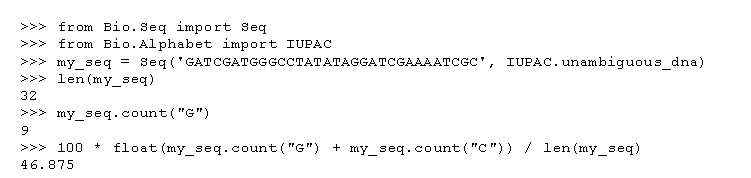 >>> from Bio.Seq import Seq
>>> from Bio.Alphabet import IUPAC
>>> my_seq = Seq('GATCGATGGGCCTATATAGGATCGAAAATCGC', IUPAC.unambiguous_dna)
>>> len(my_seq)
32
>>> my_seq.count("G")
9
>>> 100 * float(my_seq.count("G") + my_seq.count("C")) / len(my_seq)
46.875